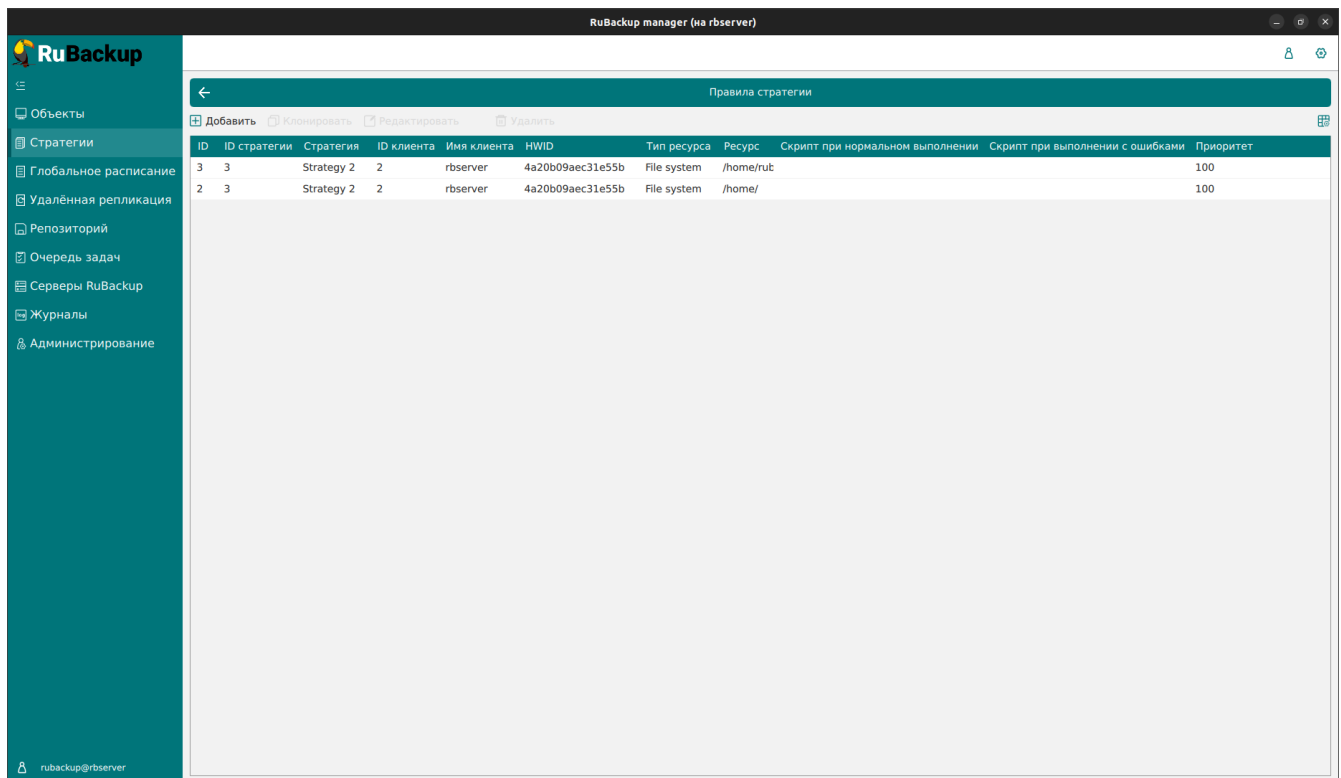 RuBackup manager (на rbserver)
RuBackup
Объекты
Стратегии
Глобальное расписание
Удалённая репликация
Репозиторий
Очередь задач
Серверы RuBackup
Журналы
Администрирование
rubackup@rbserver
Правила стратегии
Добавить Клонировать Редактировать Удалить
ID ID стратегии Стратегия ID клиента Имя клиента HWID Тип ресурса Ресурс Скрипт при нормальном выполнении Скрипт при выполнении с ошибками Приоритет
3 3 Strategy 2 2 rbserver 4a20b09aec31e55b File system /home/rub 100
2 3 Strategy 2 2 rbserver 4a20b09aec31e55b File system /home/ 100